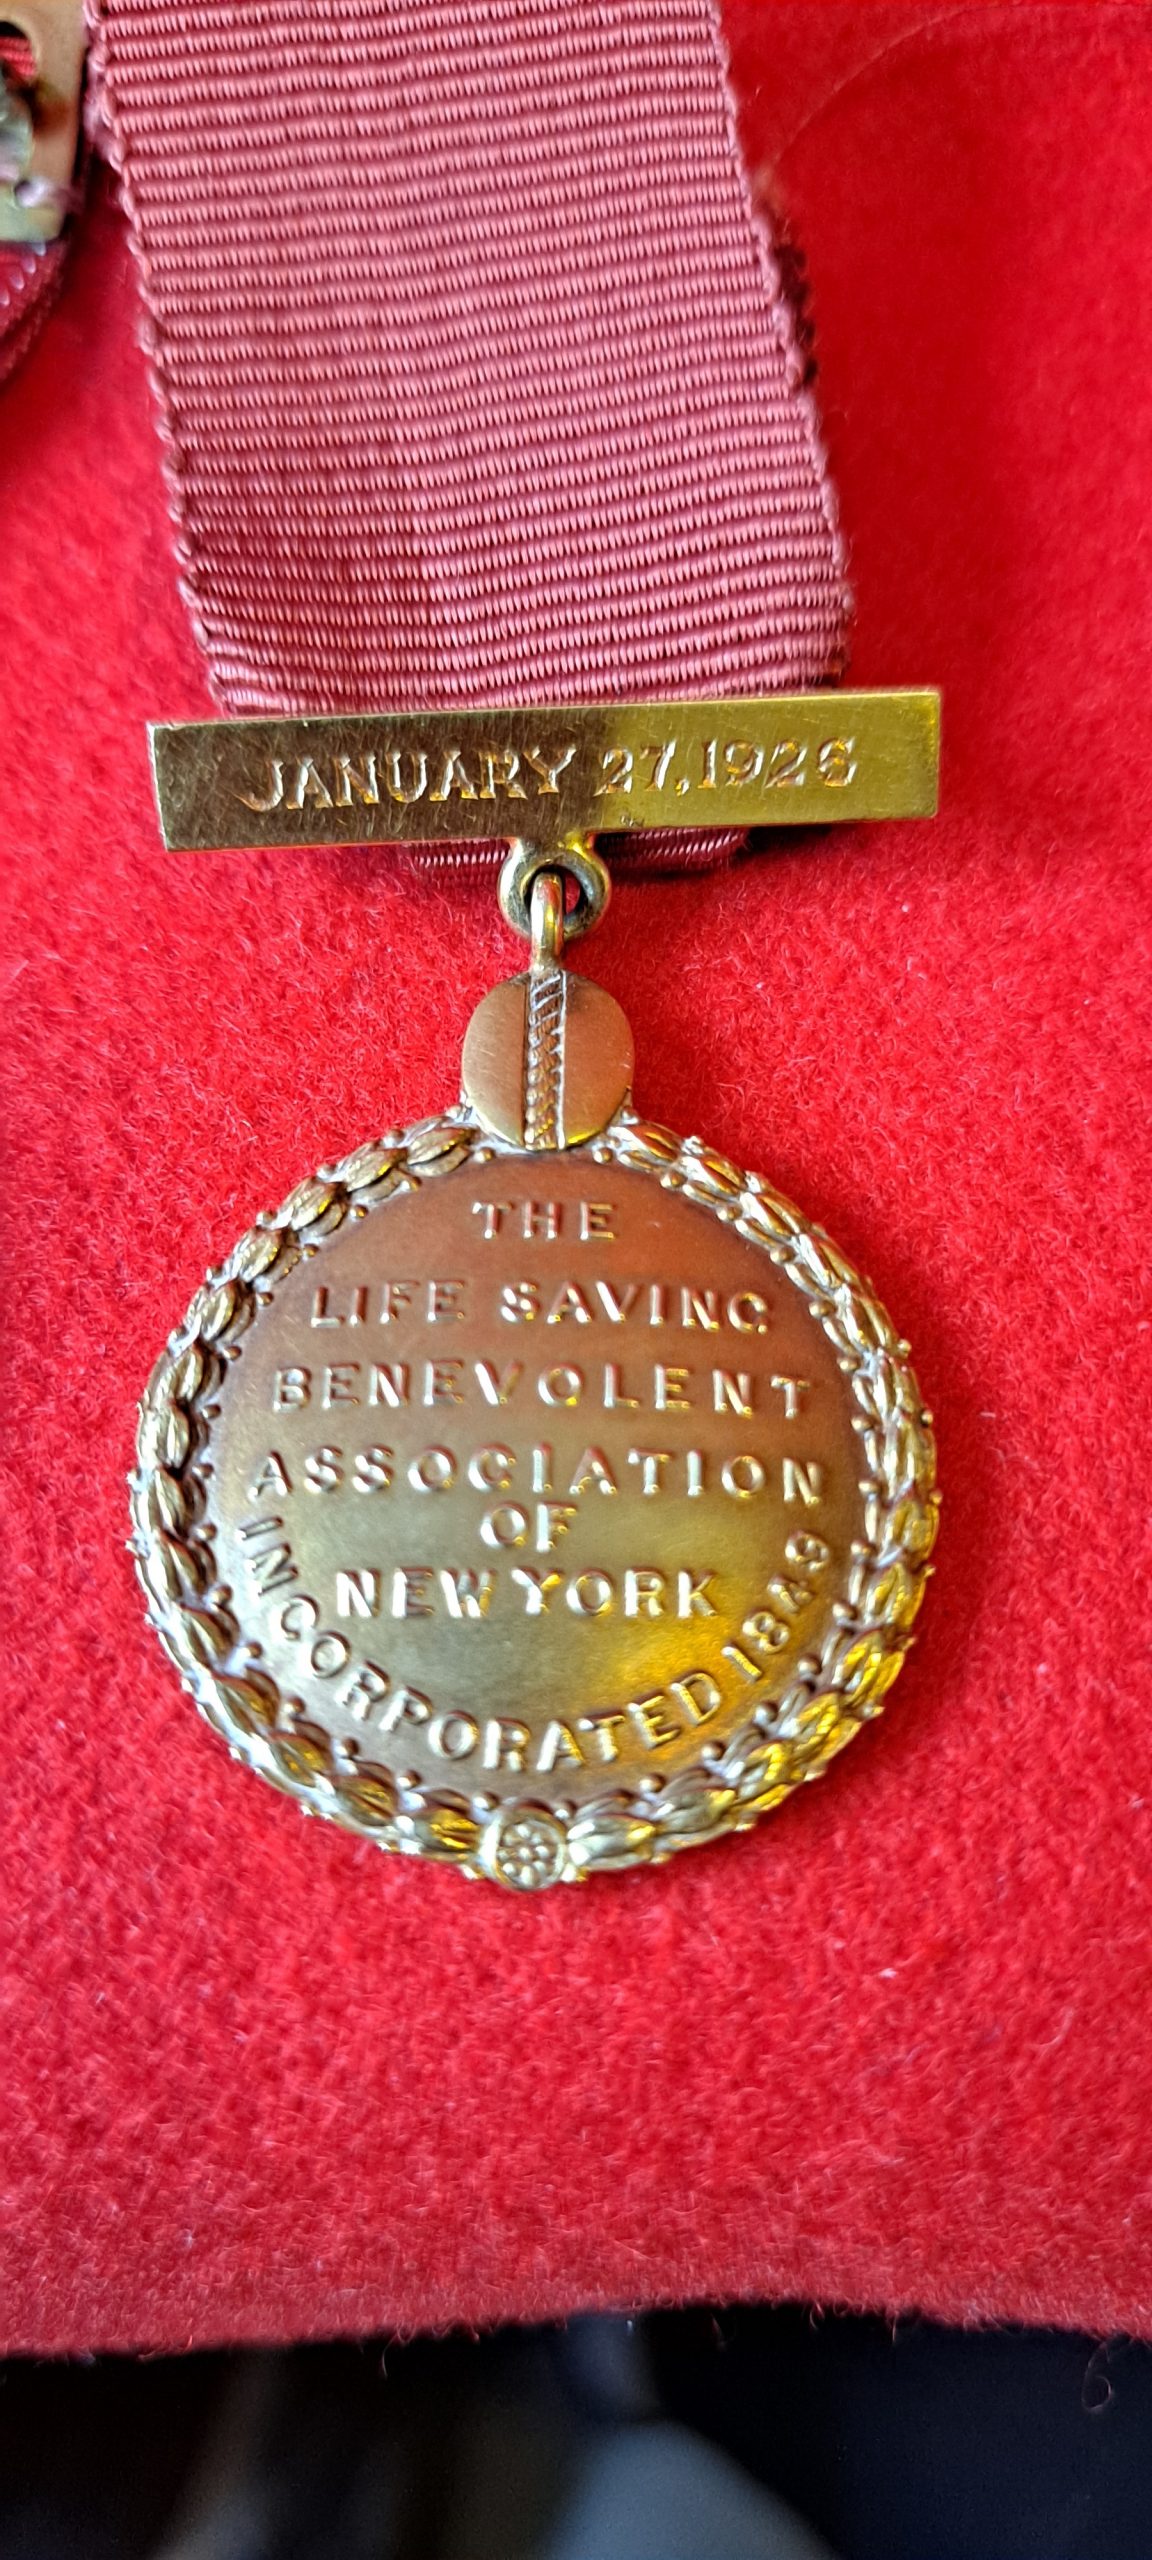 JANUARY 27,1926
THE
LIFE SAVING
BENEVOLENT
ASSOCIATION
OF
NEW YORK
INCORPORATED 1849